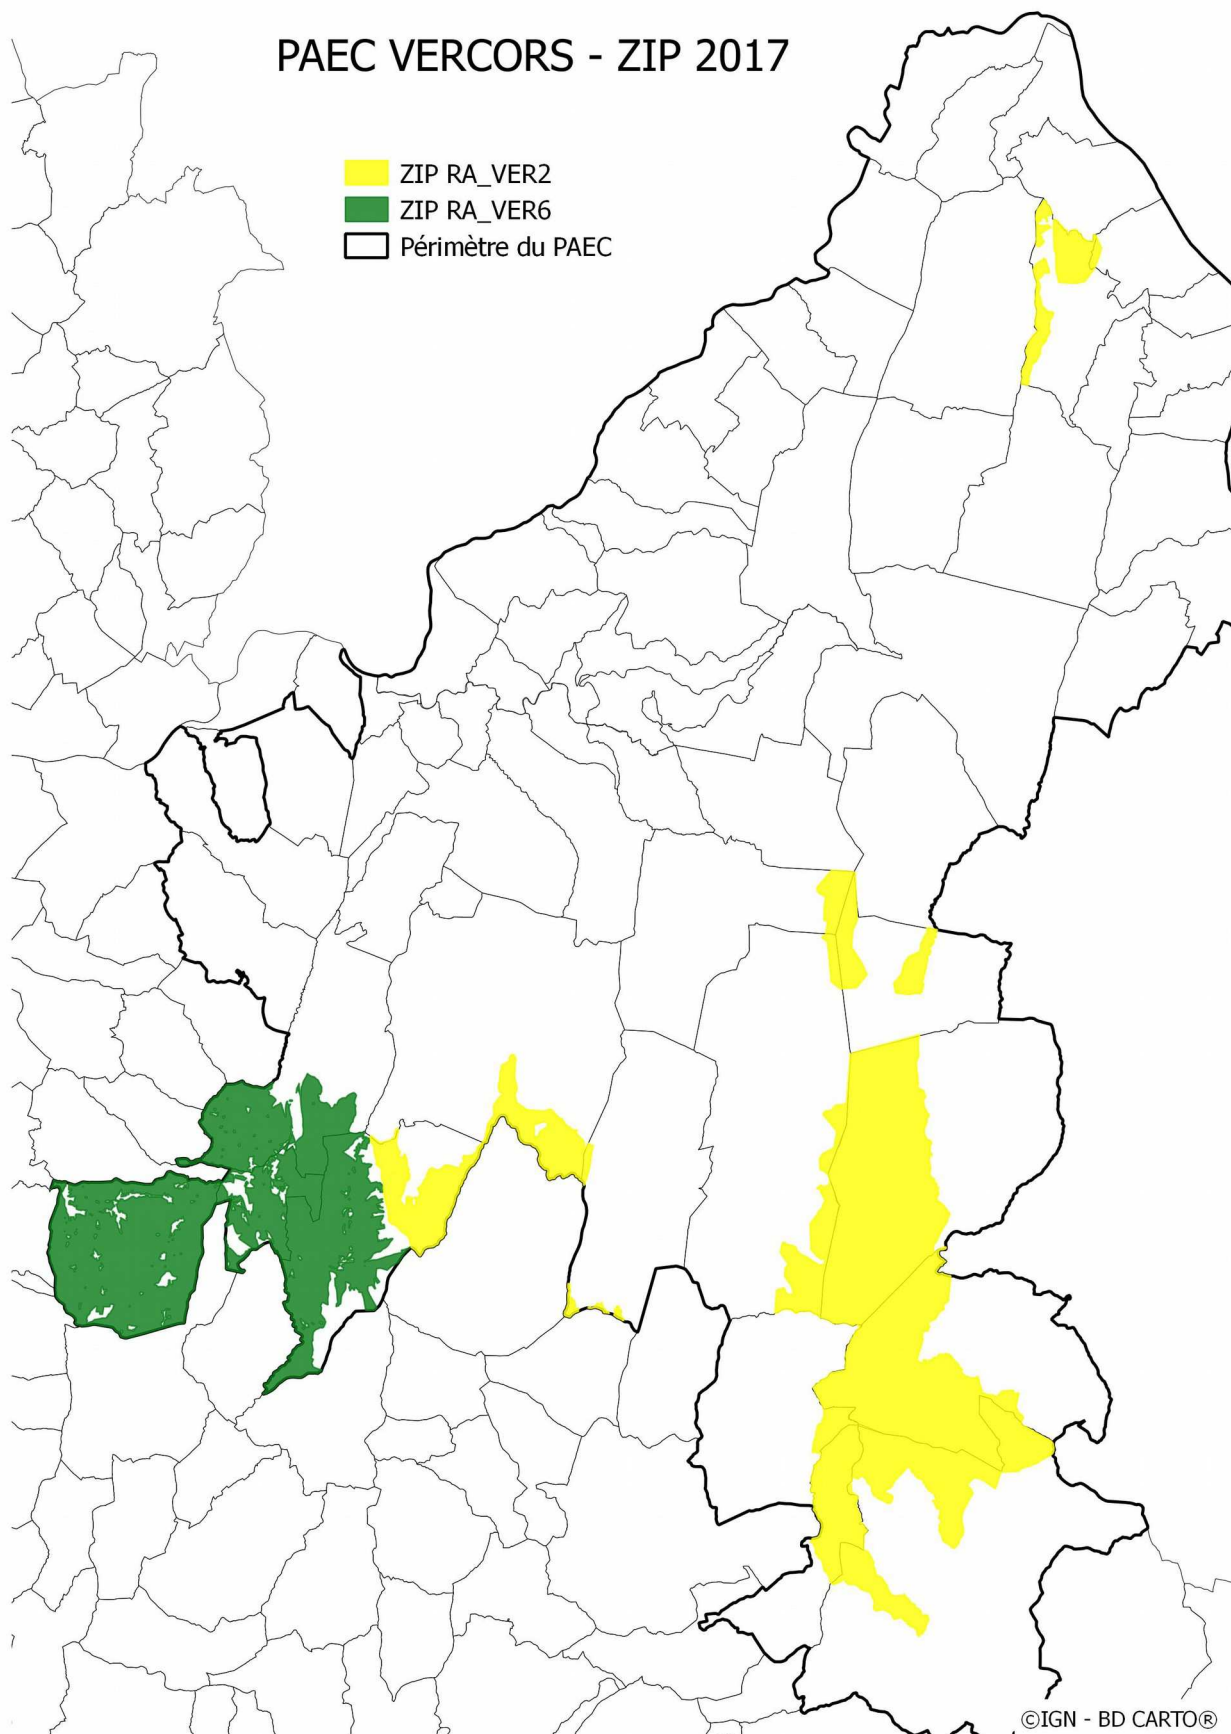 PAEC VERCORS - ZIP 2017
ZIP RA_VER2
ZIP RA_VER6
Périmètre du PAEC
©IGN - BD CARTO®